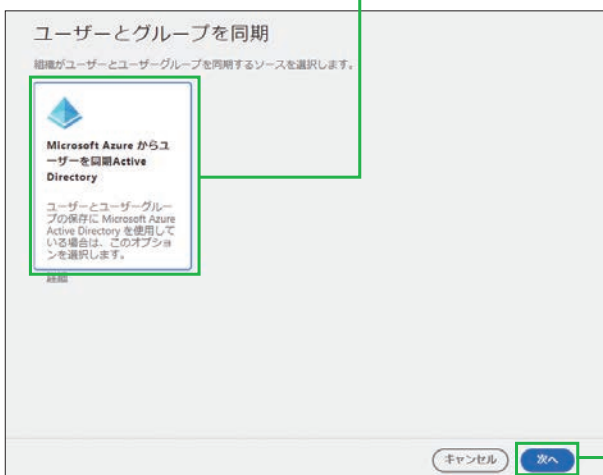 ユーザーとグループを同期
組織がユーザーとユーザーグループを同期するソースを選択します。
Microsoft Azure からユ
ーザーを同期Active
Directory
ユーザーとユーザーグルー
プの保存に Microsoft Azure
Active Directory を使用して
いる場合は、このオプショ
ンを選択します。
詳細
キャンセル
次へ